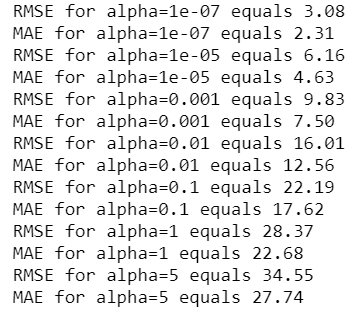 RMSE for alpha=1e-07 equals 3.08
MAE for alpha=1e-07 equals 2.31
RMSE for alpha=1e-05 equals 6.16
MAE for alpha=1e-05 equals 4.63
RMSE for alpha=0.001 equals 9.83
MAE for alpha=0.001 equals 7.50
RMSE for alpha=0.01 equals 16.01
MAE for alpha=0.01 equals 12.56
RMSE for alpha=0.1 equals 22.19
MAE for alpha=0.1 equals 17.62
RMSE for alpha=1 equals 28.37
MAE for alpha=1 equals 22.68
RMSE for alpha=5 equals 34.55
MAE for alpha=5 equals 27.74